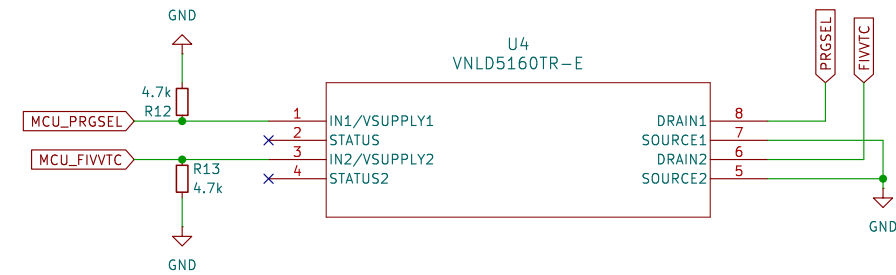 GND
U4
VNLD5160TR-E
PRGSEL
FIVVTC
4.7k
R12
MCU_PRGSEL
1
IN1/VSUPPLY1
DRAIN1
8
2
STATUS
SOURCE1
7
MCU_FIVVTC
3
IN2/VSUPPLY2
DRAIN2
6
R13
4.7k
4
STATUS2
SOURCE2
5
GND
GND